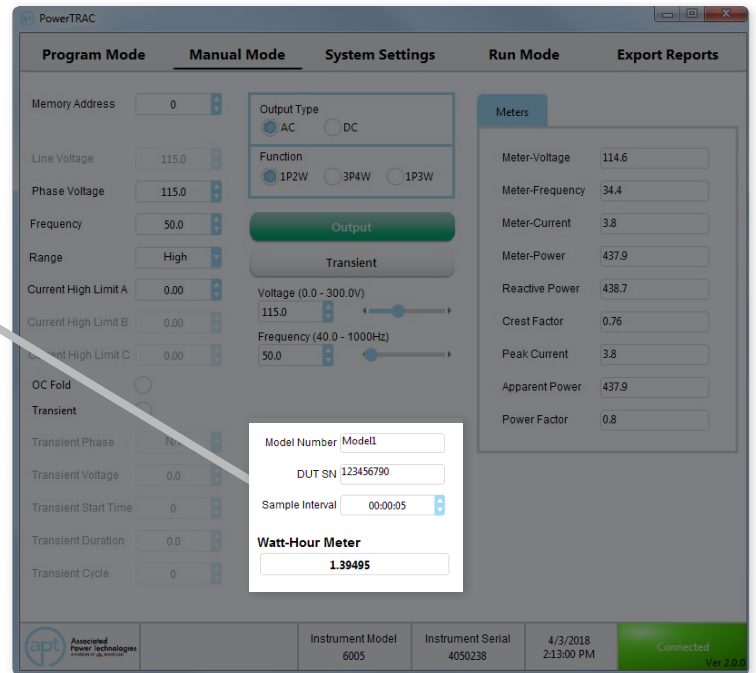 PowerTRAC
Program Mode Manual Mode System Settings Run Mode Export Reports
Memory Address 0
Line Voltage 115.0
Phase Voltage 115.0
Frequency 50.0
Range High
Current High Limit A 0.00
Current High Limit B 0.00
Current High Limit C 0.00
OC Fold
Transient
Transient Phase N/A
Transient Voltage 0.0
Transient Start Time 0
Transient Duration 0.0
Transient Cycle 0
Output Type
AC DC
Function
1P2W 3P4W 1P3W
Output
Transient
Voltage (0.0 - 300.0V)
115.0
Frequency (40.0 - 1000Hz)
50.0
Model Number Model1
DUT SN 123456790
Sample Interval 00:00:05
Watt-Hour Meter
1.39495
Meters
Meter-Voltage 114.6
Meter-Frequency 34.4
Meter-Current 3.8
Meter-Power 437.9
Reactive Power 438.7
Crest Factor 0.76
Peak Current 3.8
Apparent Power 437.9
Power Factor 0.8
apt Associated
Power Technologies
Instrument Model
6005
Instrument Serial
4050238
4/3/2018
2:13:00 PM
Connected
Ver 2.0.0